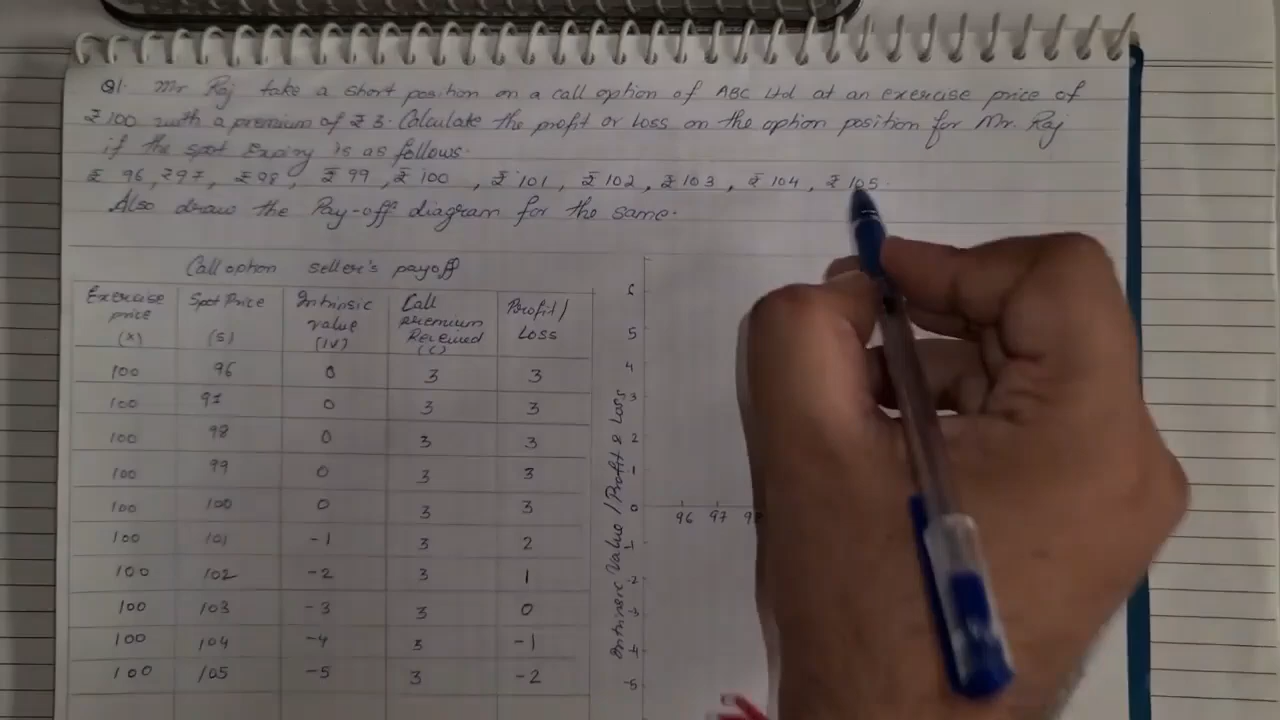 Q1. Mr Raj take a short position on a call option of ABC Ltd at an exercise price of
₹100 with a premium of ₹3. Calculate the profit or Loss on the option position for Mr. Raj
if the spot Expiry is as follows.
₹ 96, ₹97, ₹98, ₹99, ₹100, ₹101, ₹102, ₹103, ₹104, ₹105.
Also draw the Pay-off diagram for the same.
Call option seller's payoff
Exercise price (X) Spot Price (S) Intrinsic value (IV) Call premium Received (C) Profit/ Loss
100 96 0 3 3
100 97 0 3 3
100 98 0 3 3
100 99 0 3 3
100 100 0 3 3
100 101 -1 3 2
100 102 -2 3 1
100 103 -3 3 0
100 104 -4 3 -1
100 105 -5 3 -2
Intrinsic Value / Profit & Loss
6
5
4
3
2
1
0
96 97 98
-1
-2
-3
-4
-5